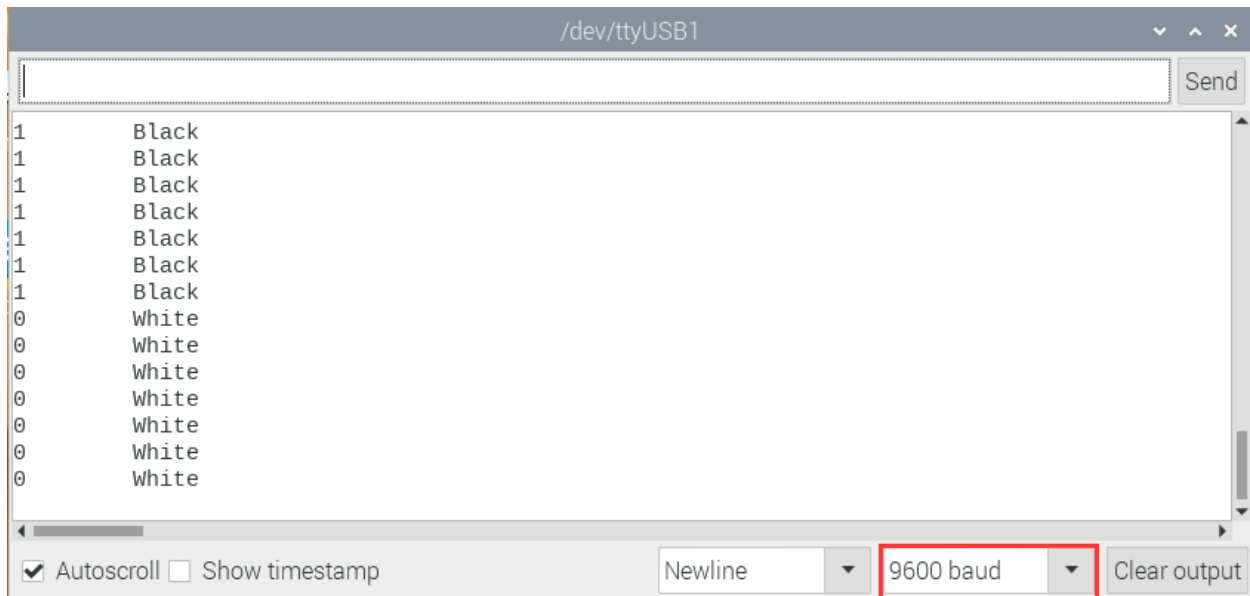 /dev/ttyUSB1
Send
1 Black
1 Black
1 Black
1 Black
1 Black
1 Black
1 Black
0 White
0 White
0 White
0 White
0 White
0 White
0 White
Autoscroll Show timestamp Newline 9600 baud Clear output